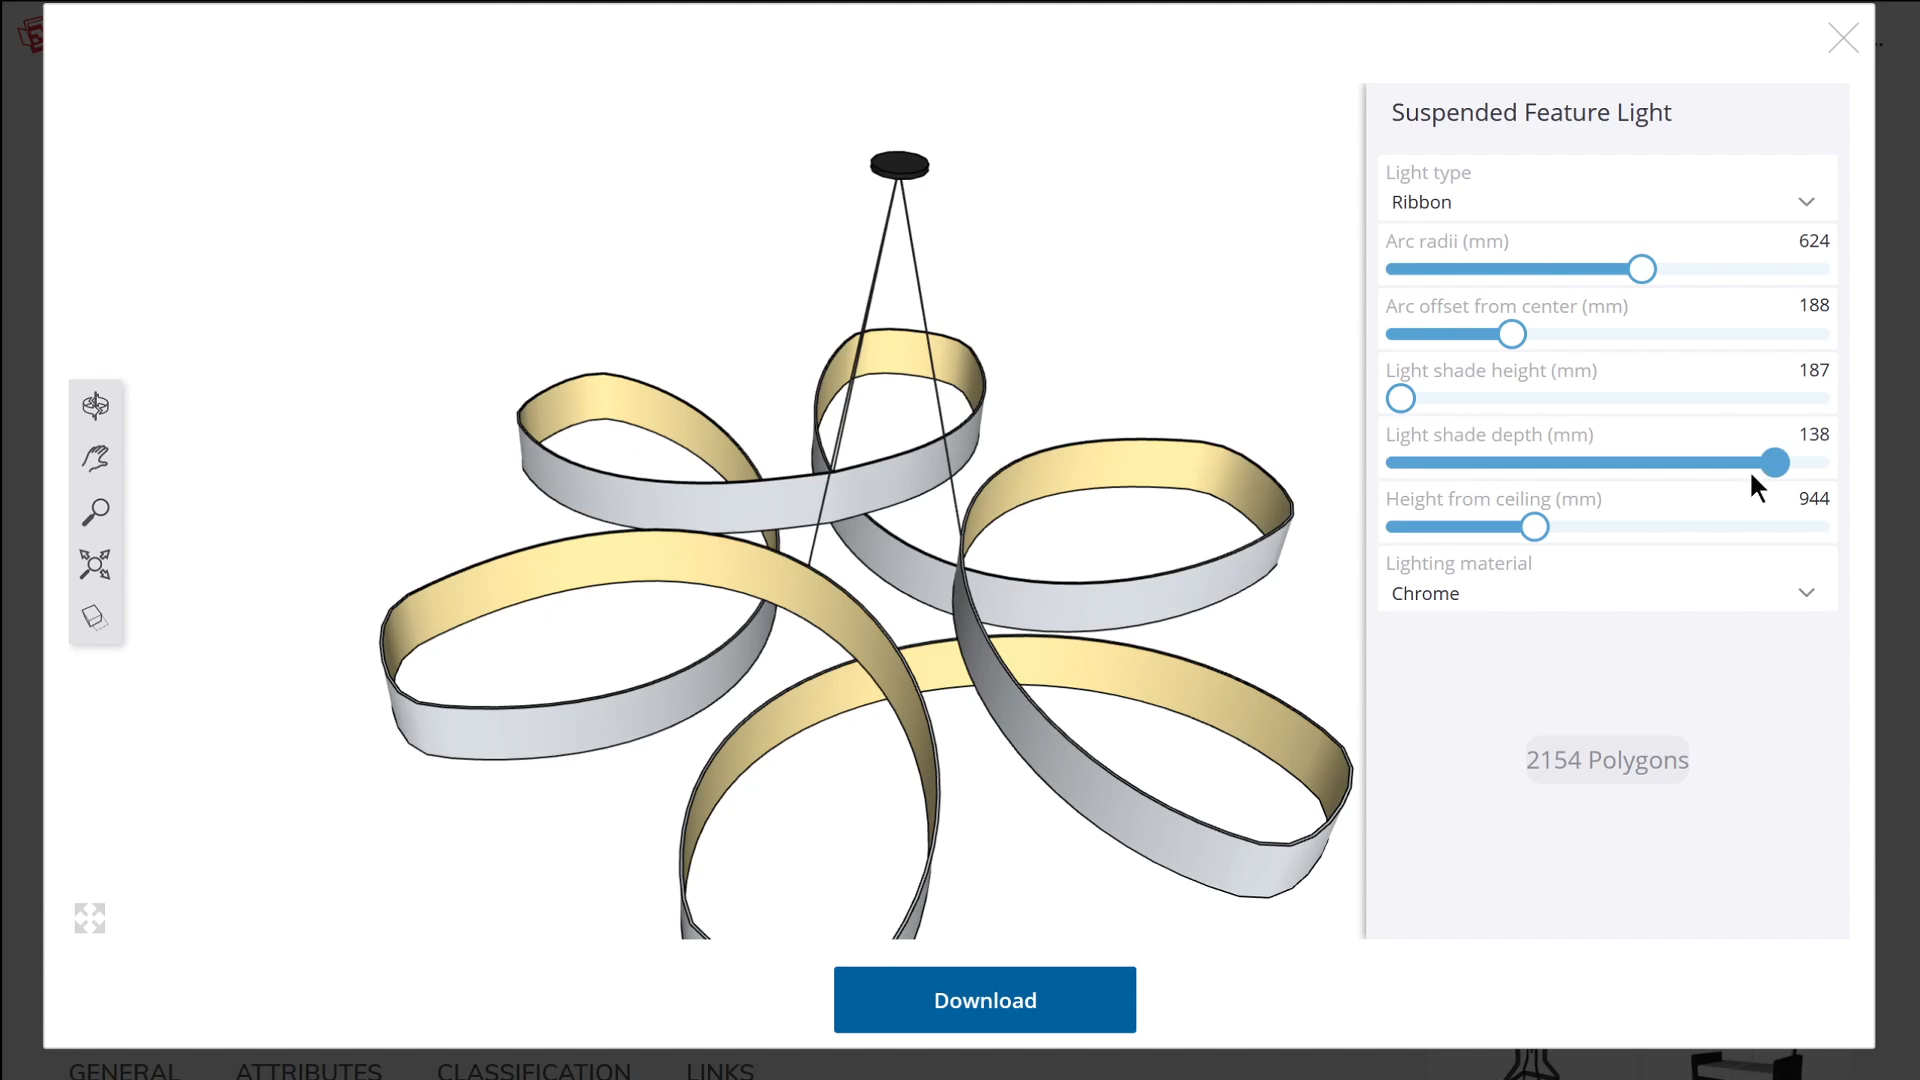 Suspended Feature Light
Light type
Ribbon
Arc radii (mm)
624
Arc offset from center (mm)
188
Light shade height (mm)
187
Light shade depth (mm)
138
Height from ceiling (mm)
944
Lighting material
Chrome
2154 Polygons
Download
GENERAL
ATTRIBUTES
CLASSIFICATION
LINKS